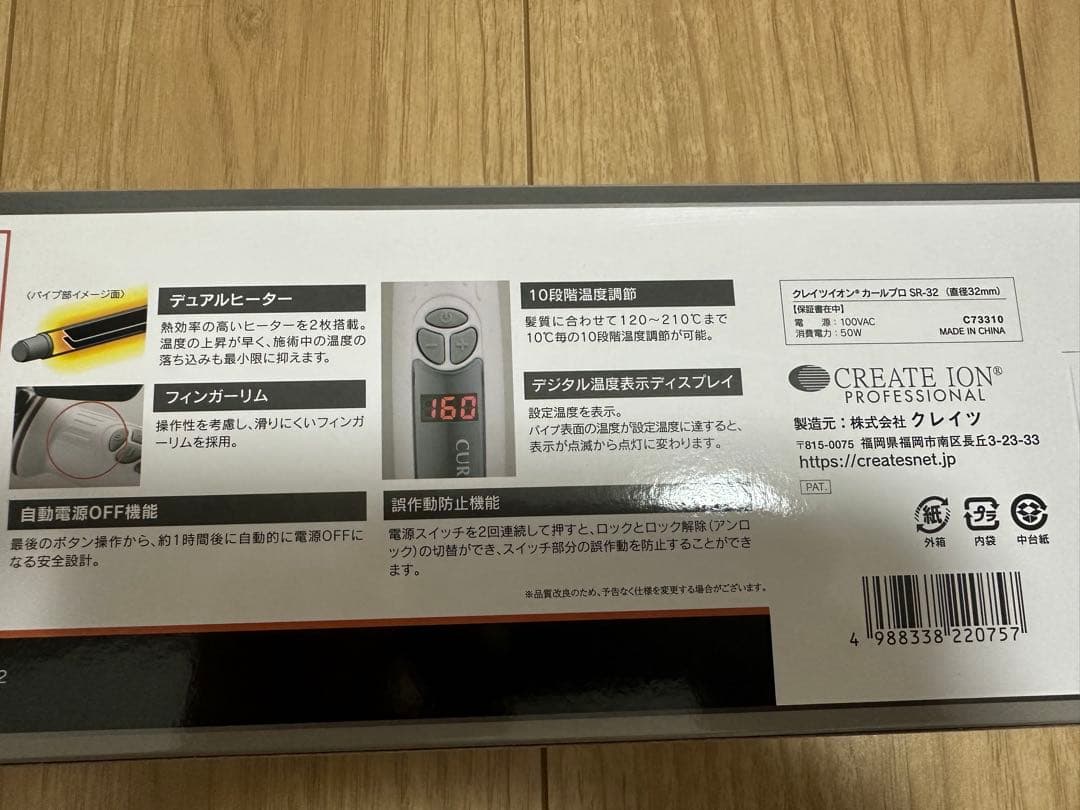 〈パイプ部イメージ面〉
デュアルヒーター
熱効率の高いヒーターを2枚搭載。
温度の上昇が早く、施術中の温度の
落ち込みも最小限に抑えます。
フィンガーリム
操作性を考慮し、滑りにくいフィンガ
ーリムを採用。
自動電源OFF機能
最後のボタン操作から、約1時間後に自動的に電源OFFに
なる安全設計。
160
CUR
10段階温度調節
髪質に合わせて120～210℃まで
10℃毎の10段階温度調節が可能。
デジタル温度表示ディスプレイ
設定温度を表示。
パイプ表面の温度が設定温度に達すると、
表示が点滅から点灯に変わります。
誤作動防止機能
電源スイッチを2回連続して押すと、ロックとロック解除(アンロ
ック)の切替ができ、スイッチ部分の誤作動を防止することができ
ます。
※品質改良のため、予告なく仕様を変更する場合がございます。
クレイツイオン® カールプロ SR-32 (直径32mm)
【保証書在中】 C73310
電 源:100VAC MADE IN CHINA
消費電力:50W
CREATE ION®
PROFESSIONAL
製造元:株式会社 クレイツ
〒815-0075 福岡県福岡市南区長丘3-23-33
https://createsnet.jp
PAT.
紙 プラ
外箱 内袋 中台紙
4 988338 220757
2